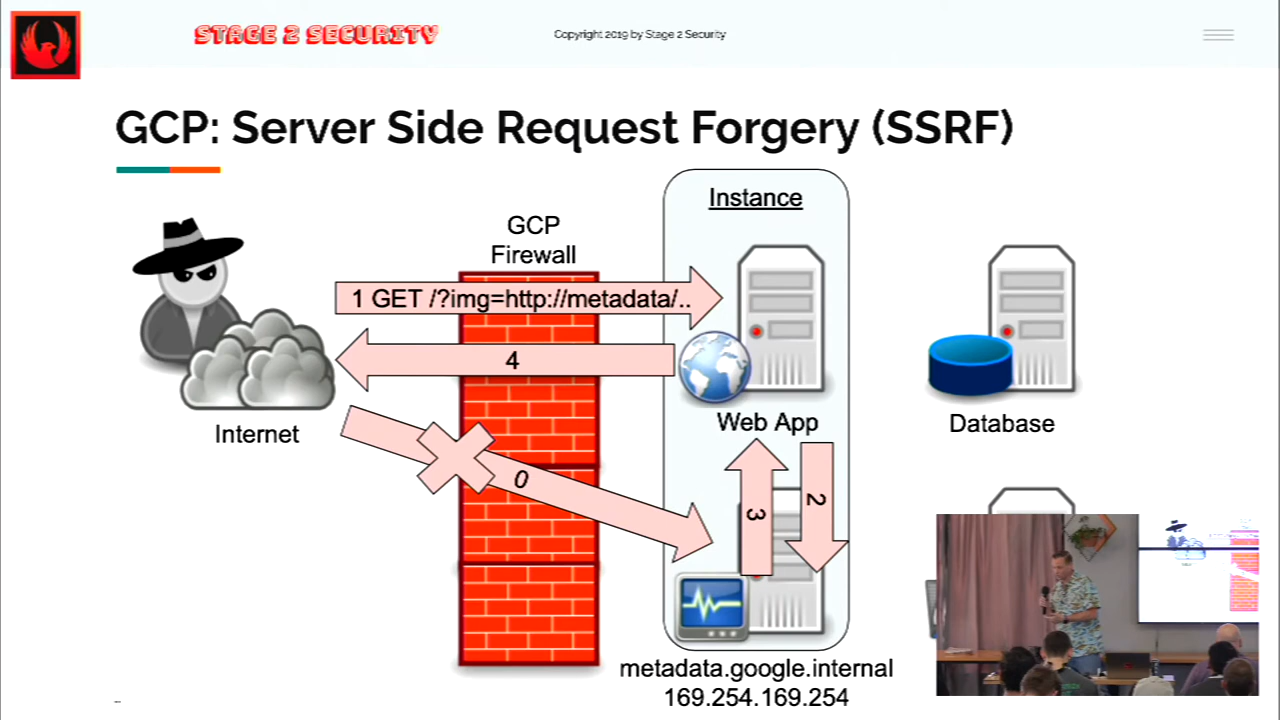 STAGE 2 SECURITY
Copyright 2019 by Stage 2 Security
GCP: Server Side Request Forgery (SSRF)
Instance
GCP
Firewall
1 GET /?img=http://metadata/..
4
Internet
Web App
Database
0
3
2
metadata.google.internal
169.254.169.254